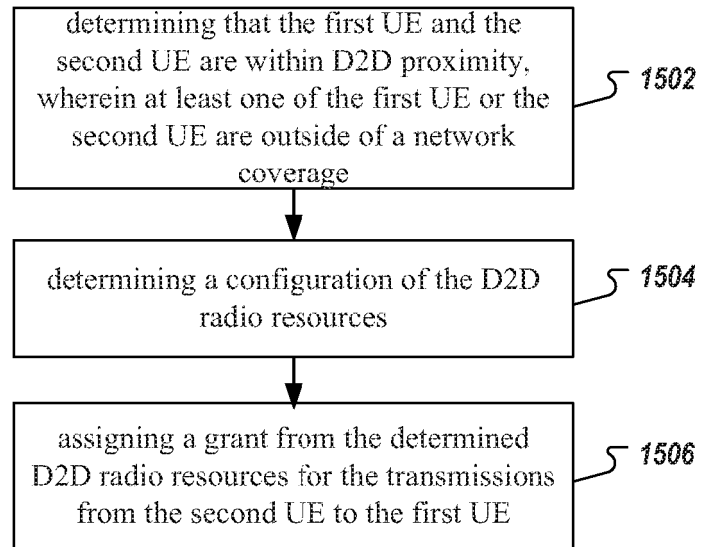 determining that the first UE and the
second UE are within D2D proximity,
wherein at least one of the first UE or the
second UE are outside of a network
coverage
1502
determining a configuration of the D2D
radio resources
1504
assigning a grant from the determined
D2D radio resources for the transmissions
from the second UE to the first UE
1506